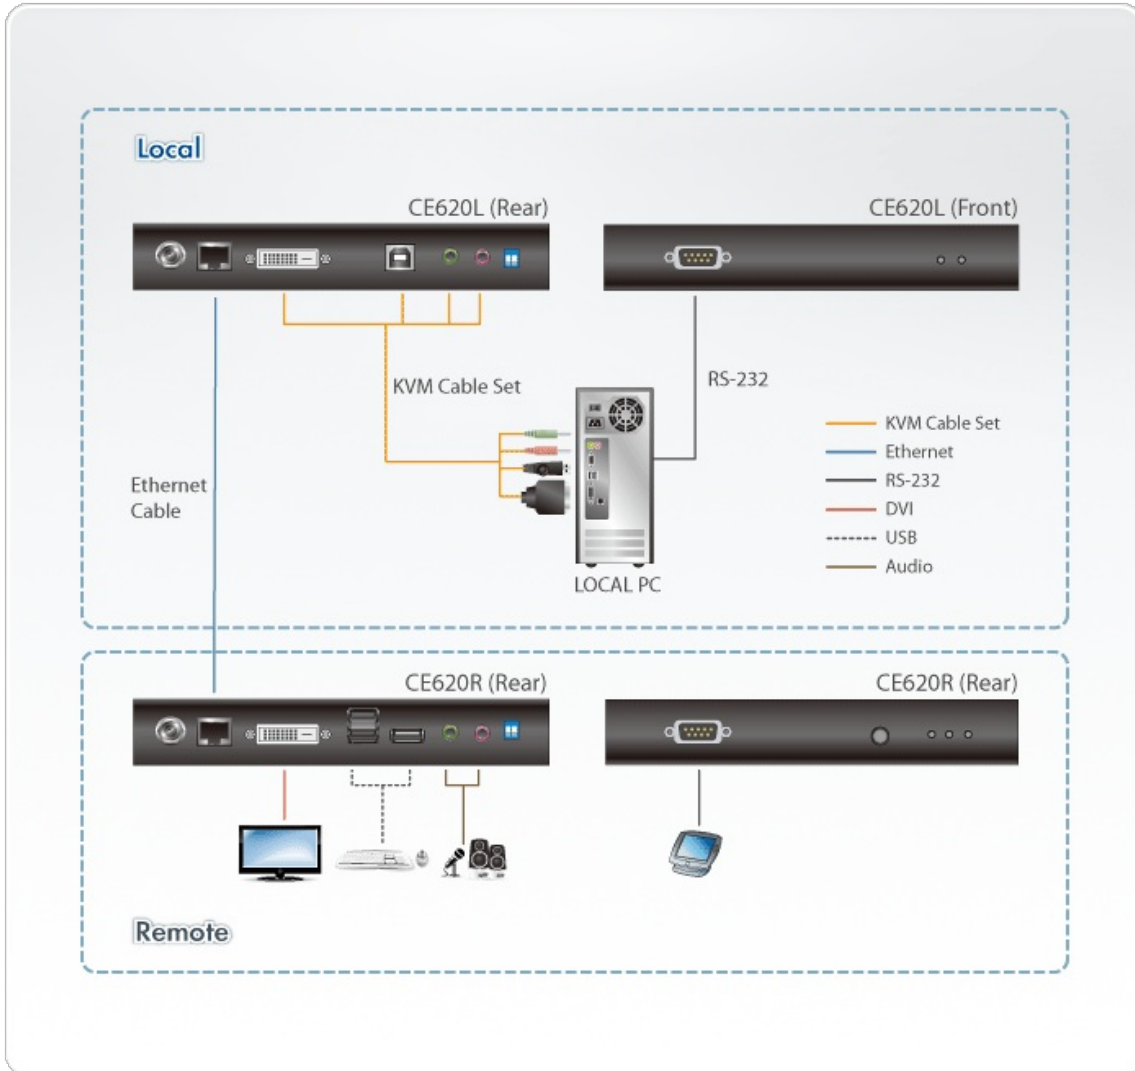 Local
CE620L (Rear)
CE620L (Front)
KVM Cable Set
RS-232
Ethernet
Cable
LOCAL PC
KVM Cable Set
Ethernet
RS-232
DVI
USB
Audio
CE620R (Rear)
CE620R (Rear)
Remote